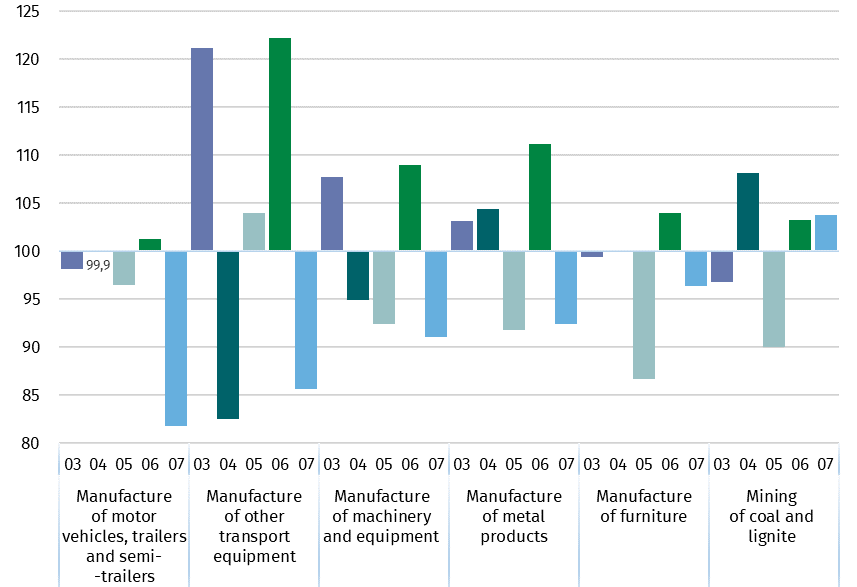 125
120
115
110
105
100
95
90
85
80
99,9
03 04 05 06 07 03 04 05 06 07 03 04 05 06 07 03 04 05 06 07 03 04 05 06 07 03 04 05 06 07
Manufacture
of motor
vehicles, trailers
and semi-
-trailers
Manufacture
of other
transport
equipment
Manufacture
of machinery
and equipment
Manufacture
of metal
products
Manufacture
of furniture
Mining
of coal and
lignite